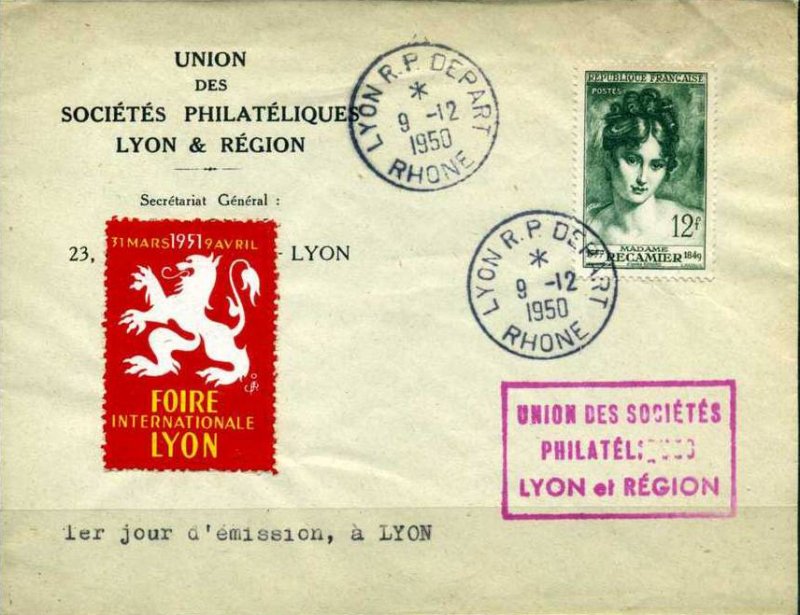 UNION
DES
SOCIÉTÉS PHILATÉLIQUES
LYON & RÉGION
Secrétariat Général :
23, - LYON
31 MARS 1951 9 AVRIL
FOIRE
INTERNATIONALE
LYON
LYON R.P. DEPART
*
9 -12
1950
RHONE
REPUBLIQUE FRANÇAISE
POSTES
12f
MADAME
1777 RECAMIER 1849
LYON R.P. DEPART
*
9 -12
1950
RHONE
UNION DES SOCIÉTÉS
PHILATÉLIQUES
LYON et RÉGION
1er jour d'émission, à LYON